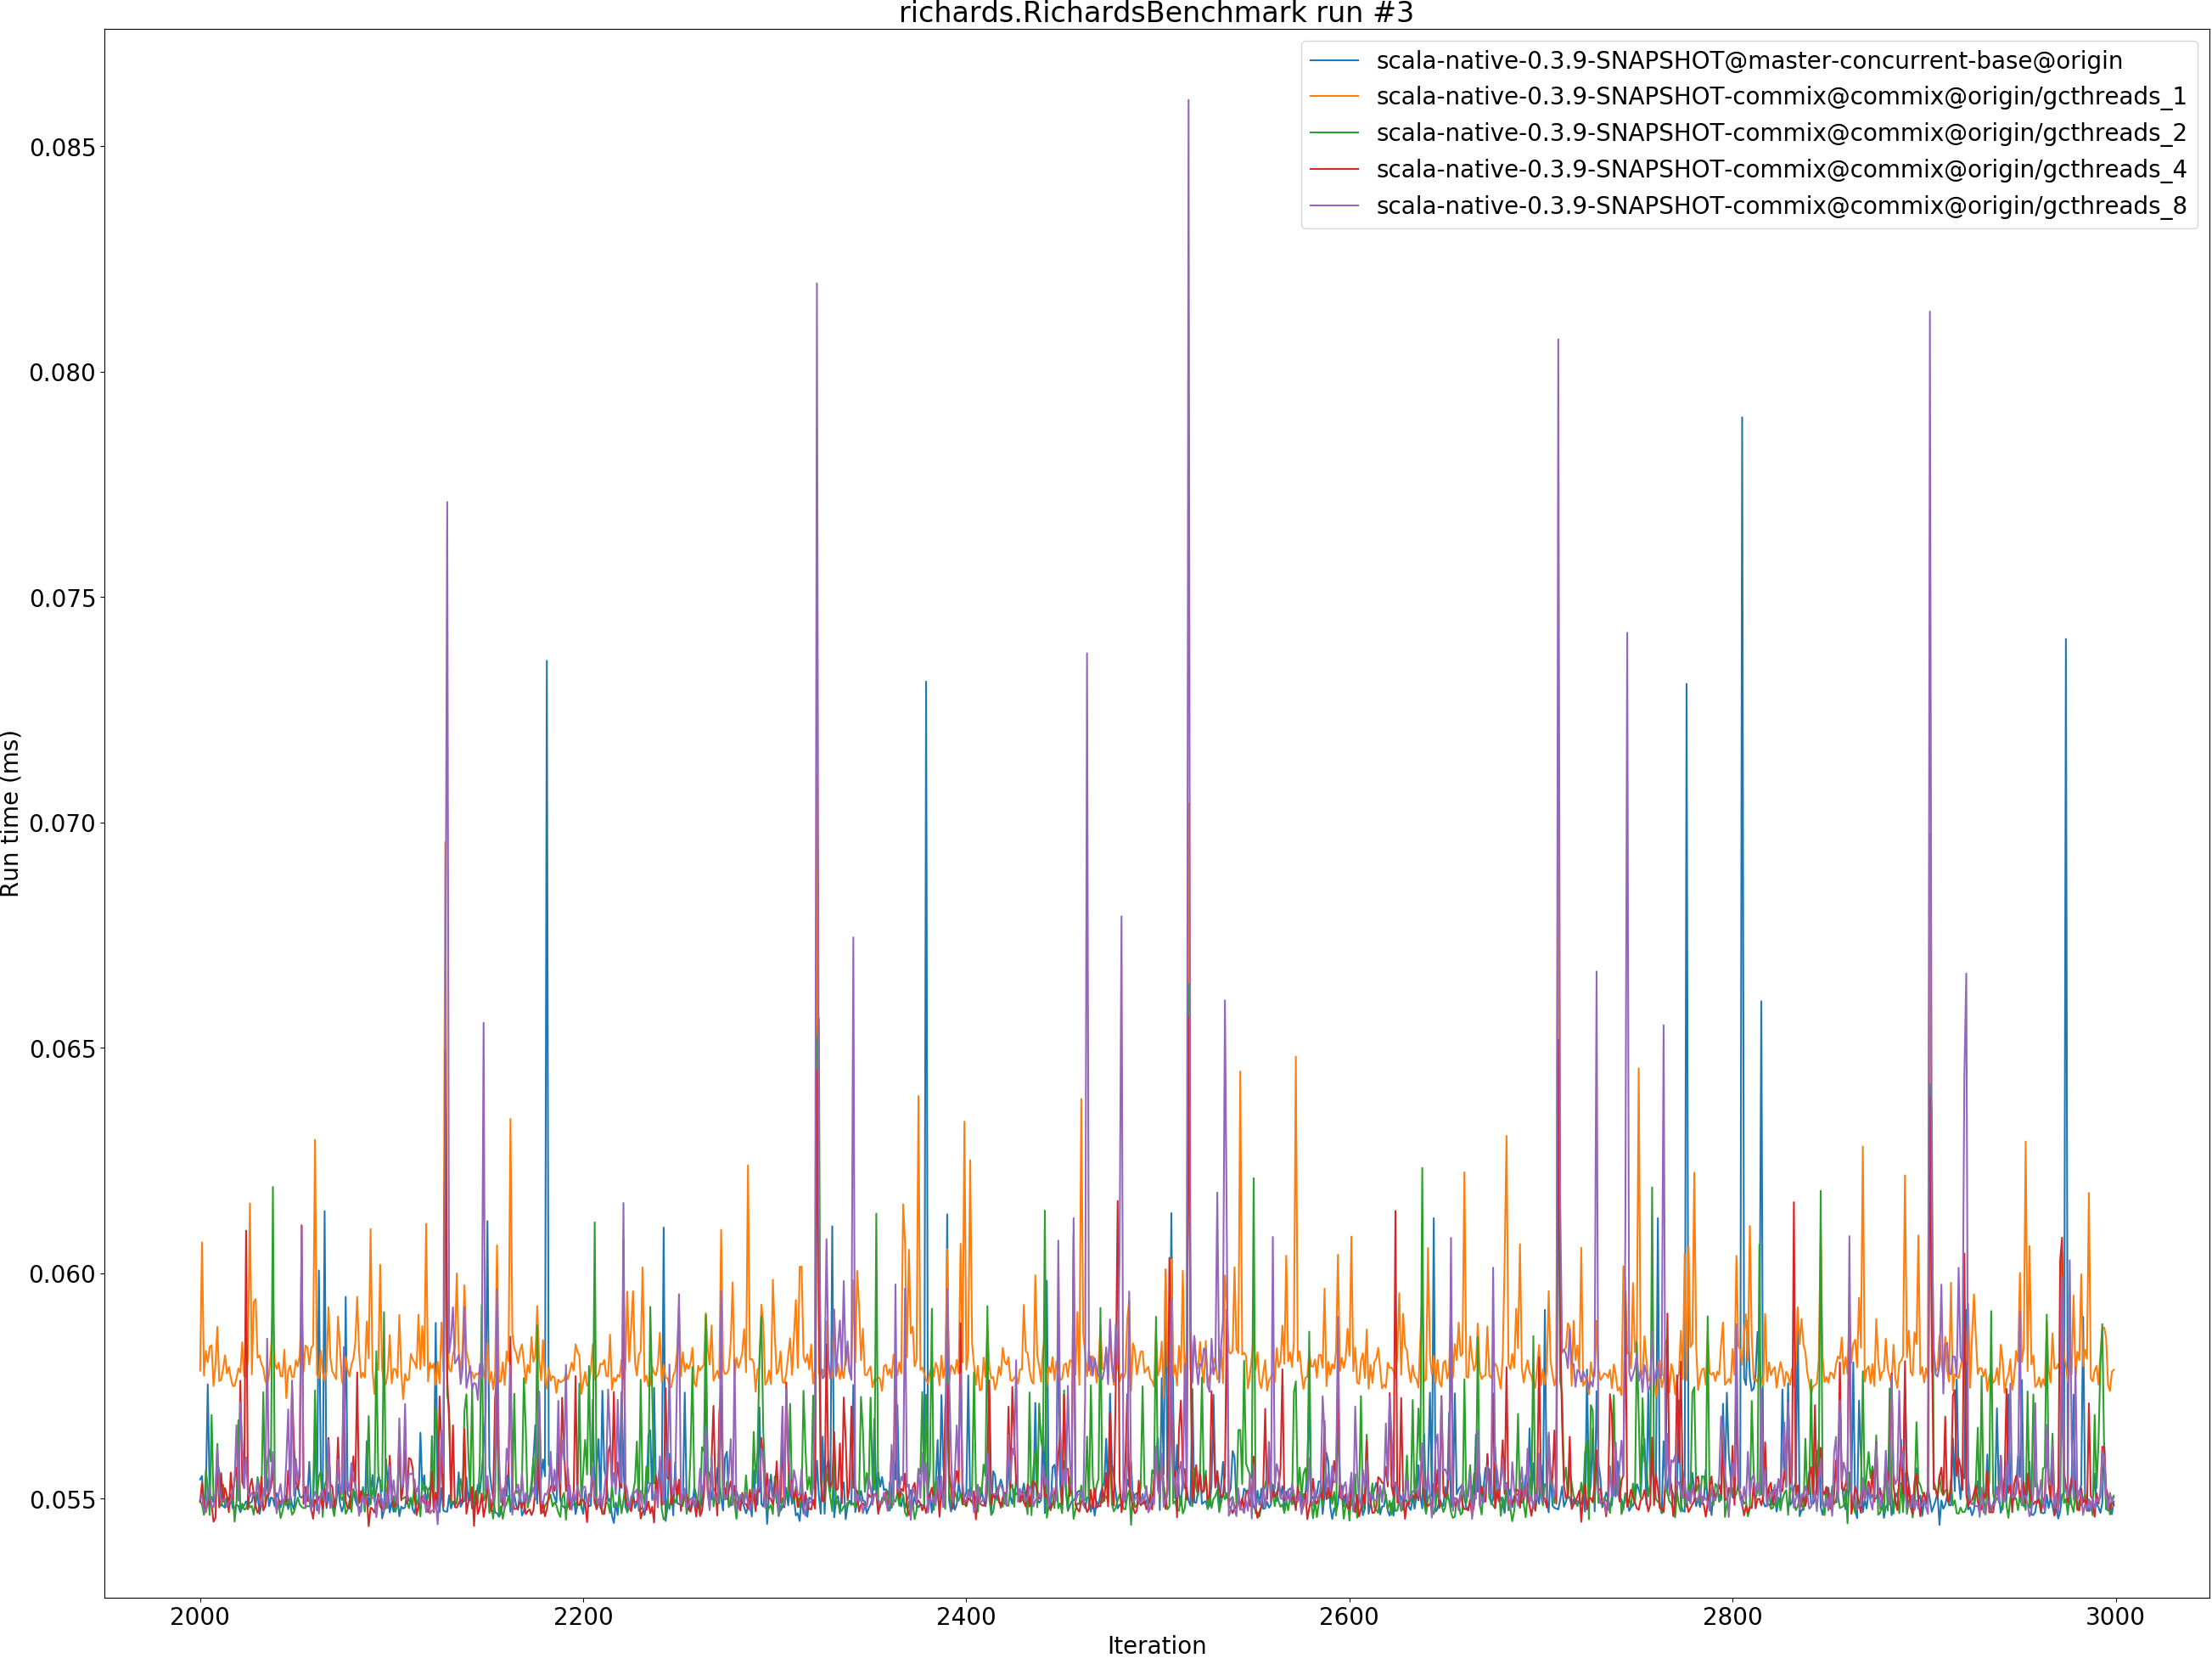 richards.RichardsBenchmark run #3
scala-native-0.3.9-SNAPSHOT@master-concurrent-base@origin
scala-native-0.3.9-SNAPSHOT-commix@commix@origin/gcthreads_1
scala-native-0.3.9-SNAPSHOT-commix@commix@origin/gcthreads_2
scala-native-0.3.9-SNAPSHOT-commix@commix@origin/gcthreads_4
scala-native-0.3.9-SNAPSHOT-commix@commix@origin/gcthreads_8
Run time (ms)
0.085
0.080
0.075
0.070
0.065
0.060
0.055
2000 2200 2400 2600 2800 3000
Iteration